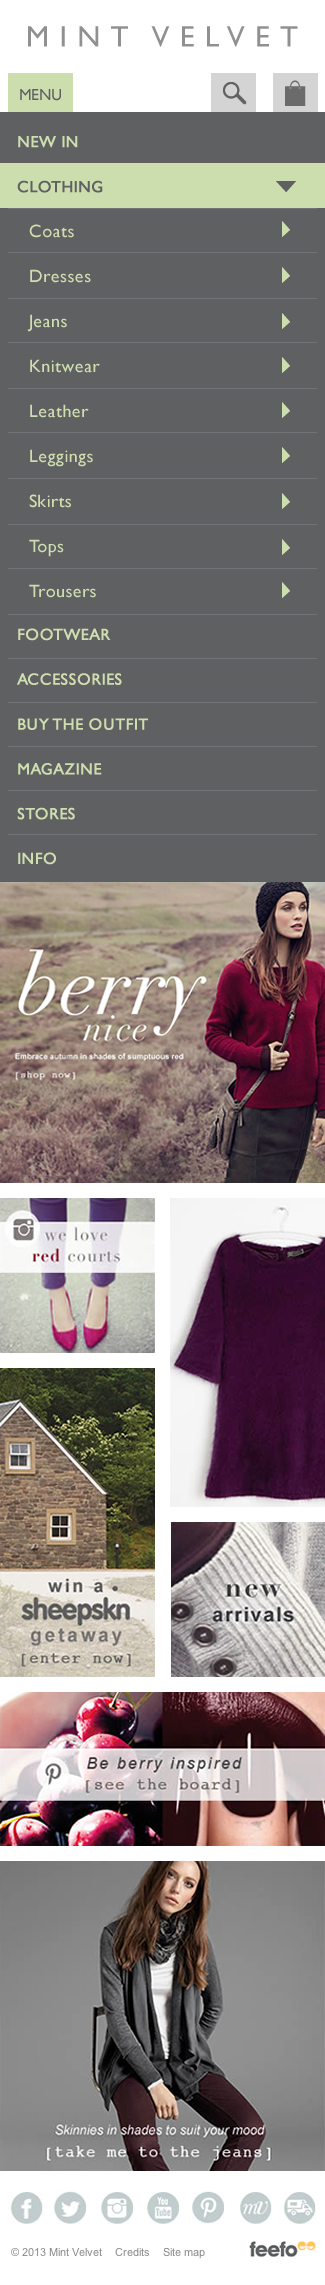 MINT VELVET
MENU
NEW IN
CLOTHING
Coats
Dresses
Jeans
Knitwear
Leather
Leggings
Skirts
Tops
Trousers
FOOTWEAR
ACCESSORIES
BUY THE OUTFIT
MAGAZINE
STORES
INFO
berry
nice
Embrace autumn in shades of sumptuous red
[shop now]
we love
red courts
win a
sheepskn
getaway
[enter now]
new
arrivals
Be berry inspired
[see the board]
Skinnies in shades to suit your mood
[take me to the jeans]
You
Tube
mv
© 2013 Mint Velvet Credits Site map
feefo